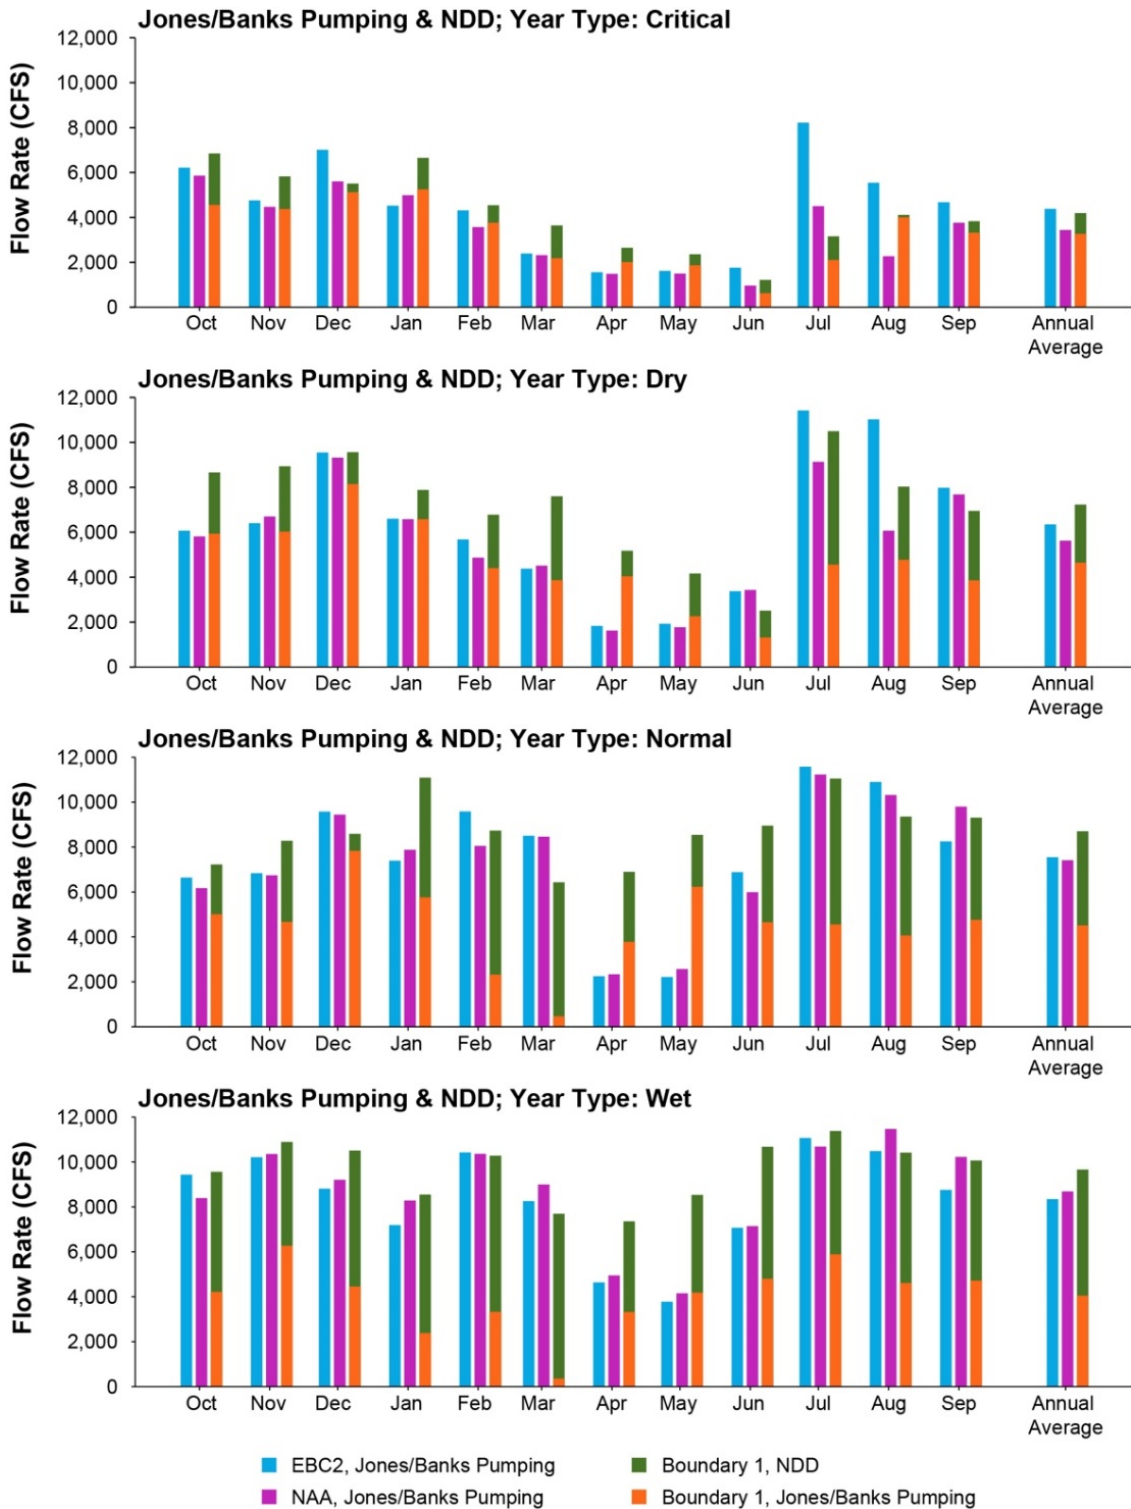 Jones/Banks Pumping & NDD; Year Type: Critical
Flow Rate (CFS)
12,000
10,000
8,000
6,000
4,000
2,000
0
Oct Nov Dec Jan Feb Mar Apr May Jun Jul Aug Sep Annual
Average
Jones/Banks Pumping & NDD; Year Type: Dry
Flow Rate (CFS)
12,000
10,000
8,000
6,000
4,000
2,000
0
Oct Nov Dec Jan Feb Mar Apr May Jun Jul Aug Sep Annual
Average
Jones/Banks Pumping & NDD; Year Type: Normal
Flow Rate (CFS)
12,000
10,000
8,000
6,000
4,000
2,000
0
Oct Nov Dec Jan Feb Mar Apr May Jun Jul Aug Sep Annual
Average
Jones/Banks Pumping & NDD; Year Type: Wet
Flow Rate (CFS)
12,000
10,000
8,000
6,000
4,000
2,000
0
Oct Nov Dec Jan Feb Mar Apr May Jun Jul Aug Sep Annual
Average
EBC2, Jones/Banks Pumping
Boundary 1, NDD
NAA, Jones/Banks Pumping
Boundary 1, Jones/Banks Pumping